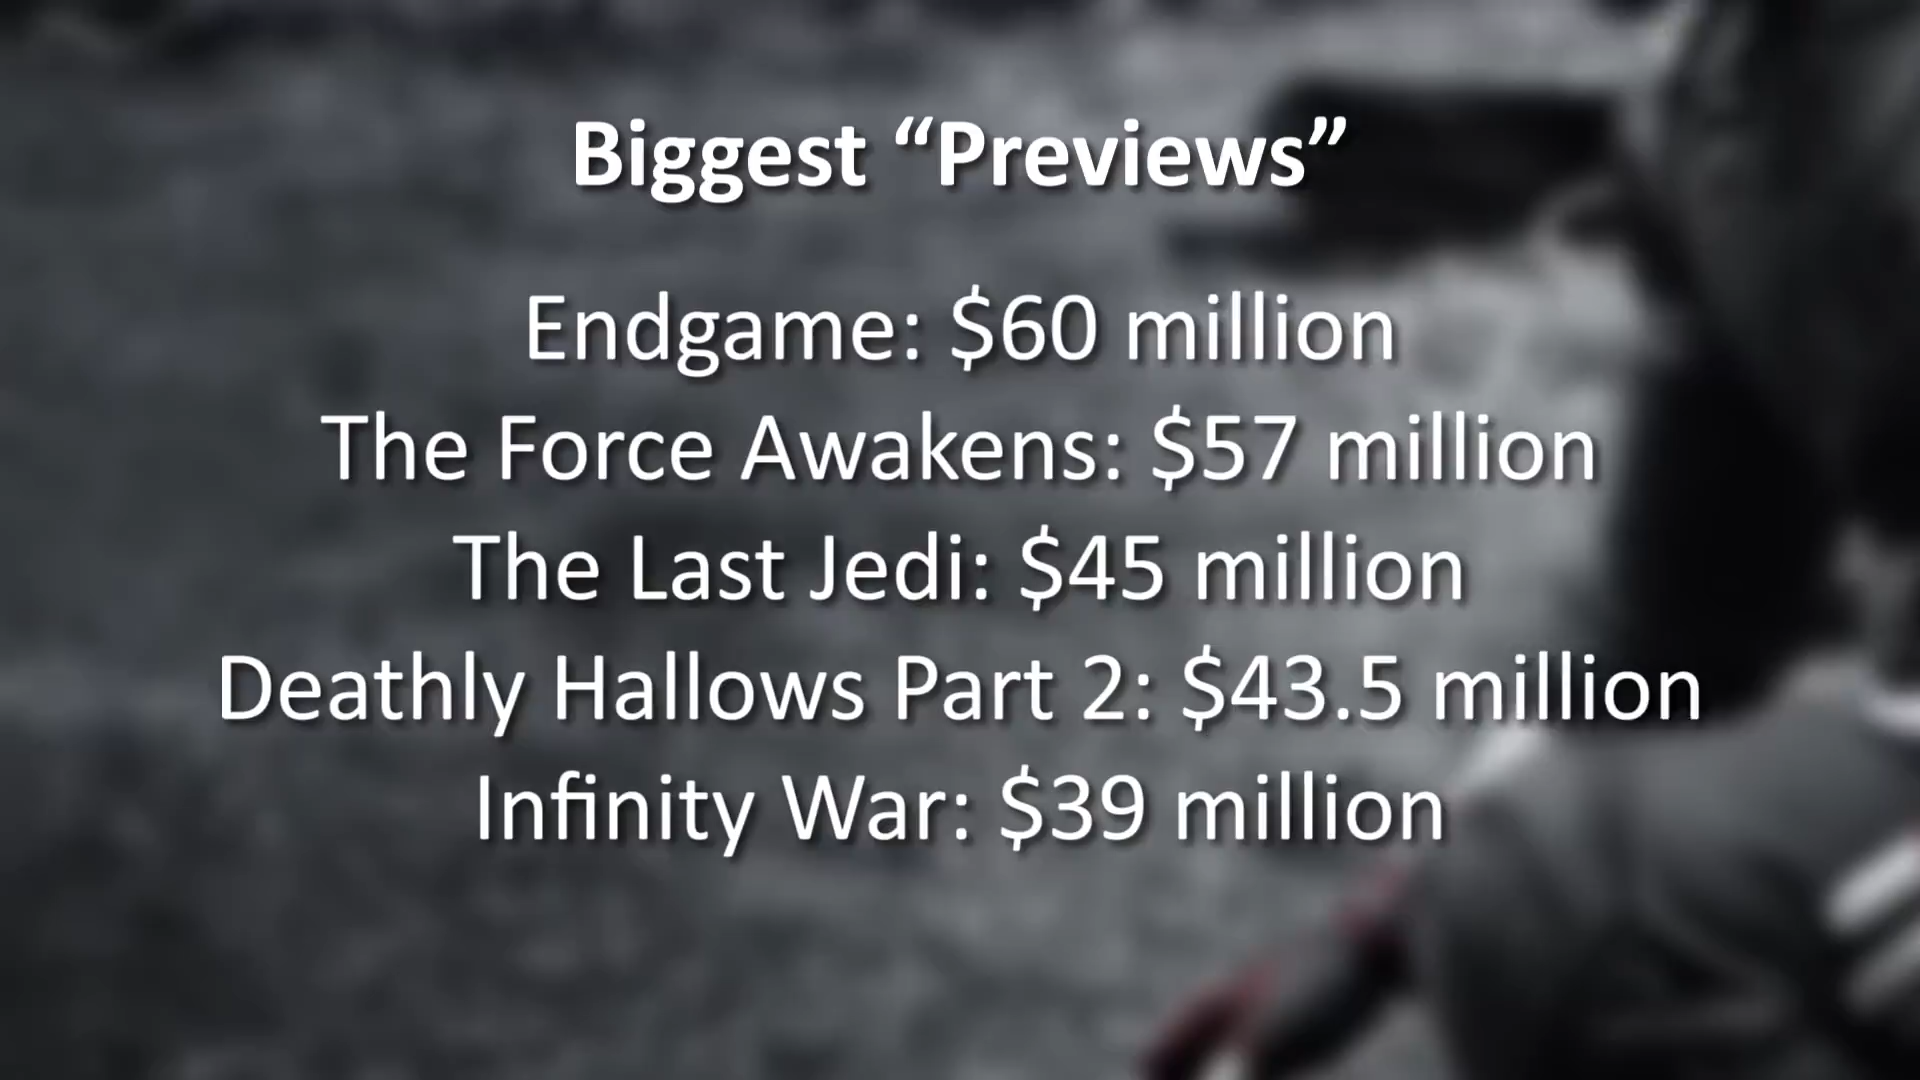 Biggest “Previews”
Endgame: $60 million
The Force Awakens: $57 million
The Last Jedi: $45 million
Deathly Hallows Part 2: $43.5 million
Infinity War: $39 million